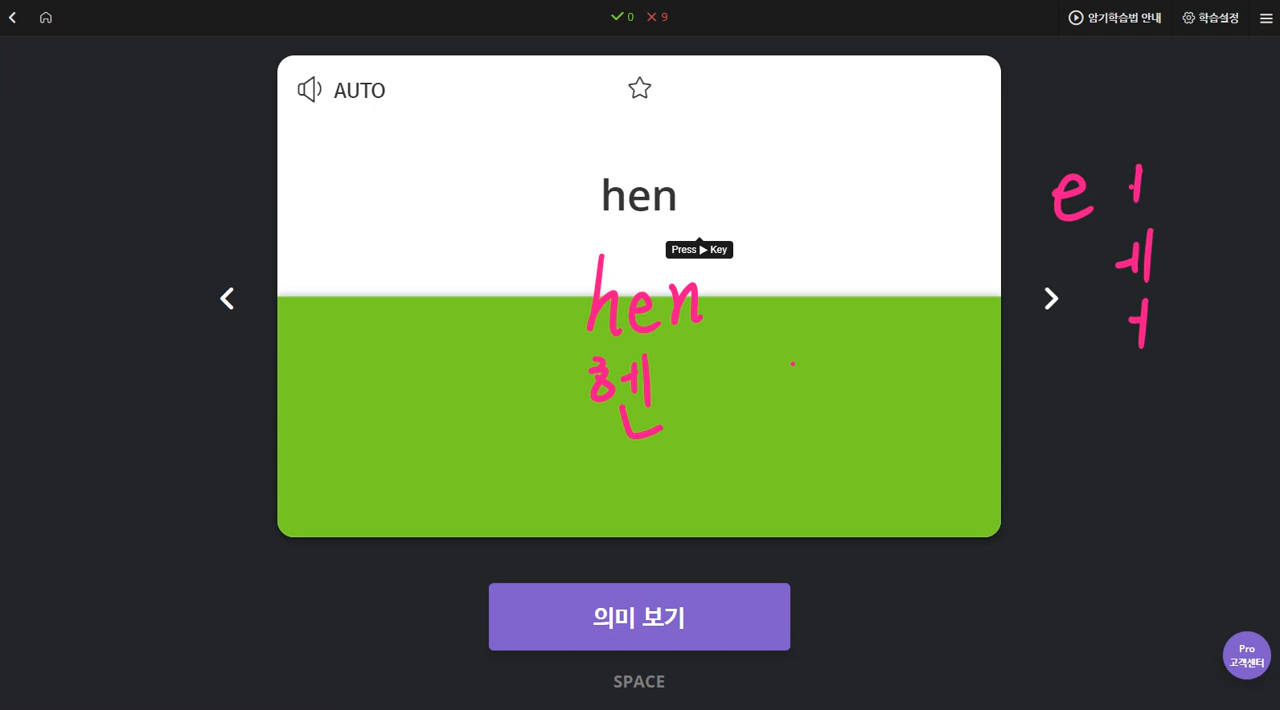 0 9 암기학습법 안내 학습설정
AUTO
hen
Press ▶ Key
hen
헨
e ㅓ
ㅔ
ㅓ
의미 보기
SPACE
Pro
고객센터